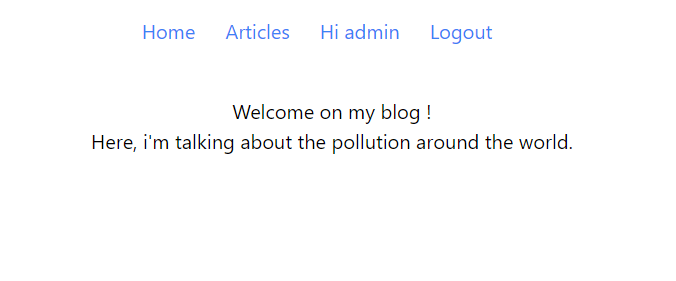 Home Articles Hi admin Logout
Welcome on my blog !
Here, i'm talking about the pollution around the world.